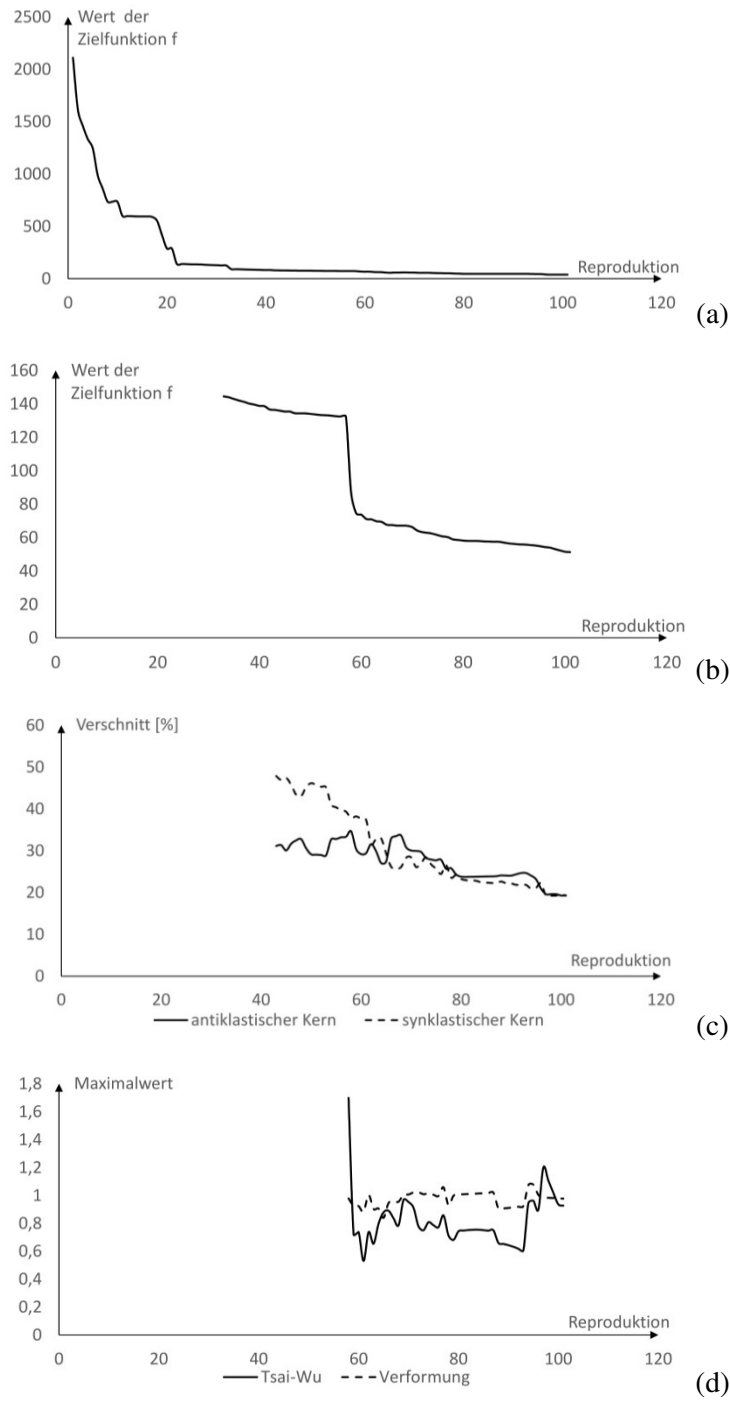 2500
Wert der
Zielfunktion f
2000
1500
1000
500
0
Reproduktion
0 20 40 60 80 100 120
(a)
160
Wert der
Zielfunktion f
140
120
100
80
60
40
20
0
Reproduktion
0 20 40 60 80 100 120
(b)
60
Verschnitt [%]
50
40
30
20
10
0
Reproduktion
0 20 40 60 80 100 120
antiklastischer Kern synklastischer Kern
(c)
1,8
Maximalwert
1,6
1,4
1,2
1
0,8
0,6
0,4
0,2
0
Reproduktion
0 20 40 60 80 100 120
Tsai-Wu Verformung
(d)